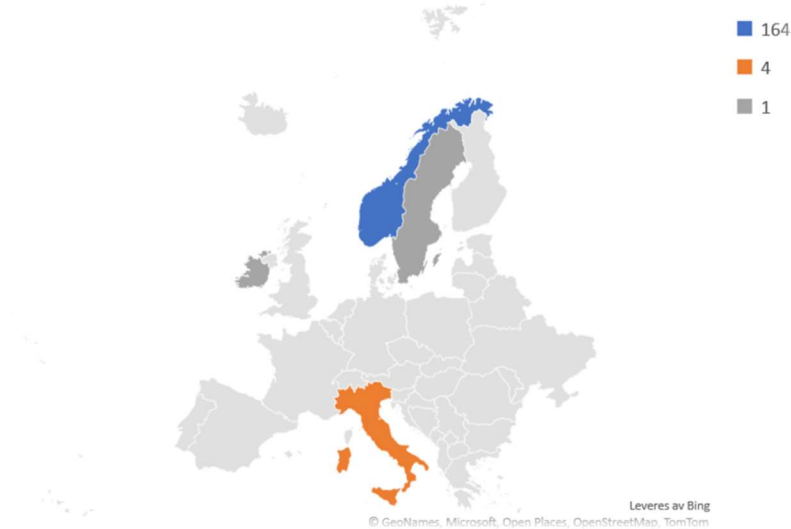 164
4
1
Leveres av Bing
© GeoNames, Microsoft, Open Places, OpenStreetMap, TomTom